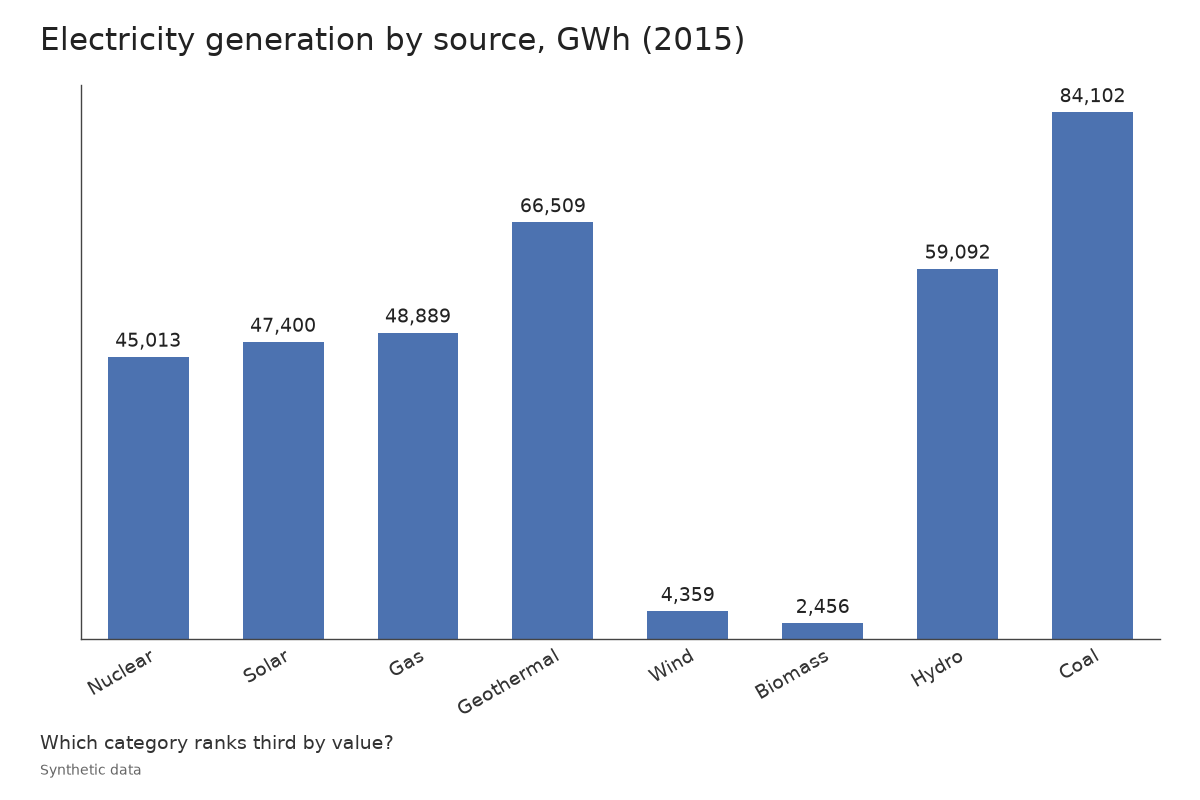 Electricity generation by source, GWh (2015)
84,102
66,509
59,092
48,889
47,400
45,013
4,359
2,456
Nuclear
Solar
Gas
Geothermal
Wind
Biomass
Hydro
Coal
Which category ranks third by value?
Synthetic data